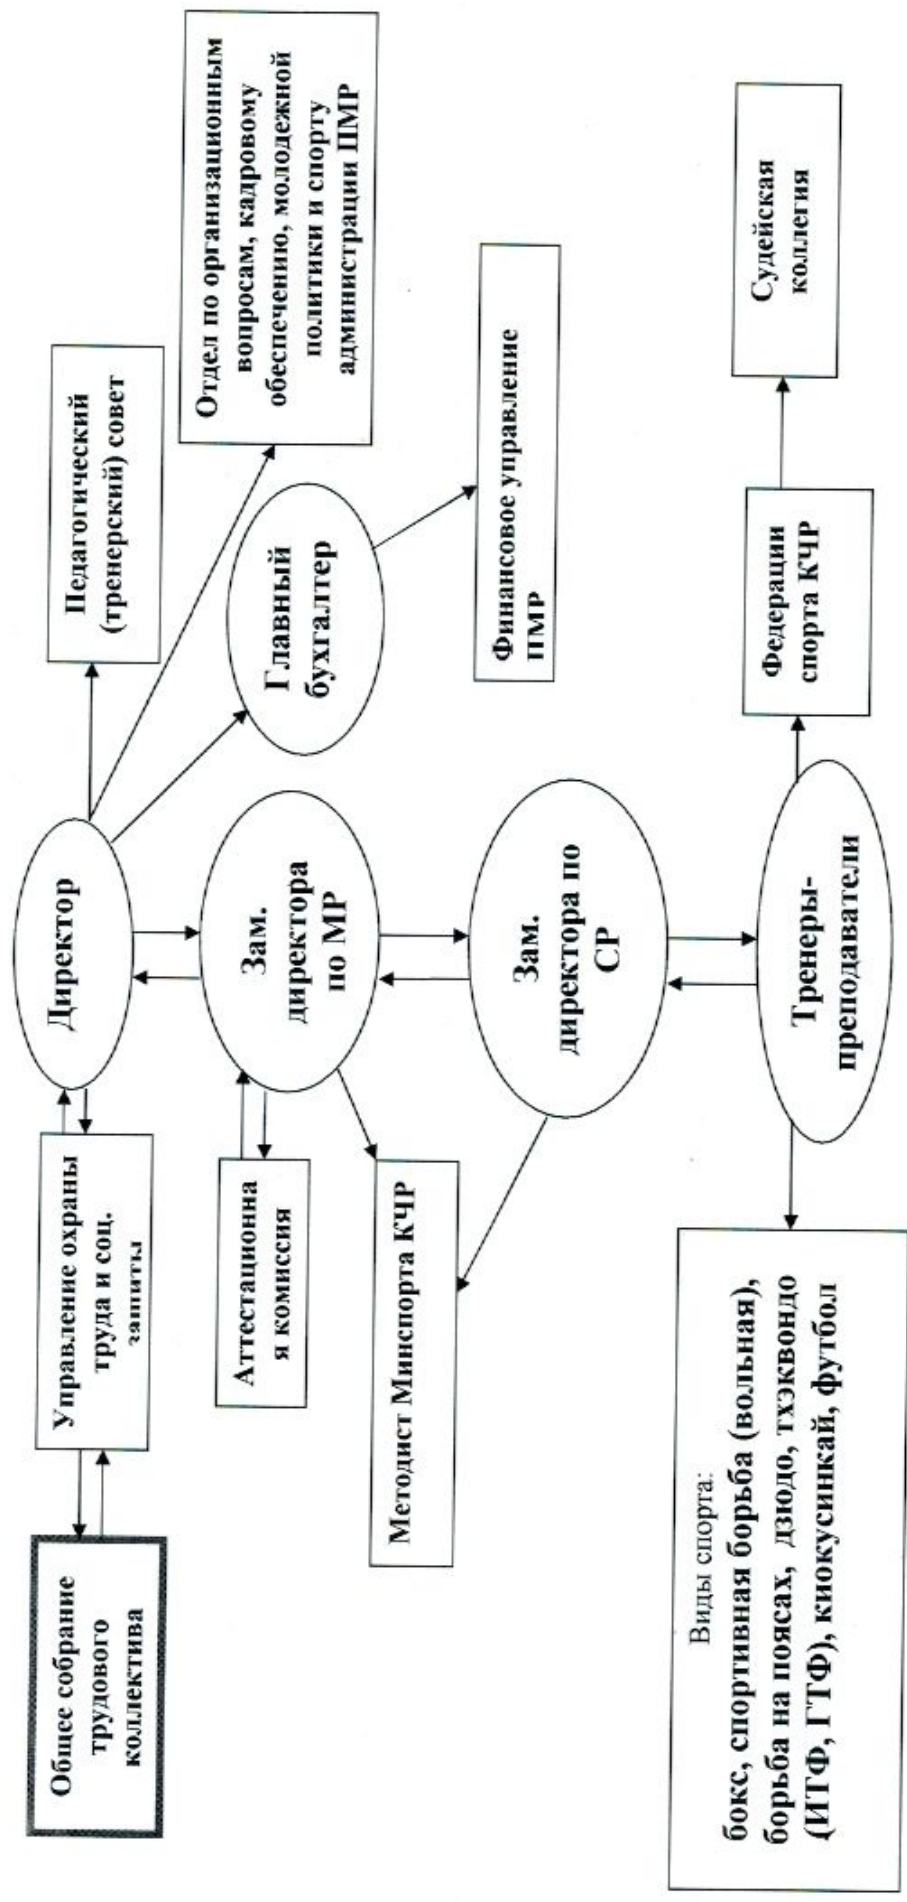 Общее собрание
трудового
коллектива
Управление охраны
труда и соц.
защиты
Директор
Педагогический
(тренерский) совет
Отдел по организационным
вопросам, кадровому
обеспечению, молодежной
политики и спорту
администрации ПМР
Аттестационна
я комиссия
Зам.
директора
по МР
Главный
бухгалтер
Методист Минспорта КЧР
Зам.
директора по
СР
Финансовое управление
ПМР
Виды спорта:
бокс, спортивная борьба (вольная),
борьба на поясах, дзюдо, тхэквондо
(ИТФ, ГТФ), киокусинкай, футбол
Тренеры-
преподаватели
Федерации
спорта КЧР
Судейская
коллегия